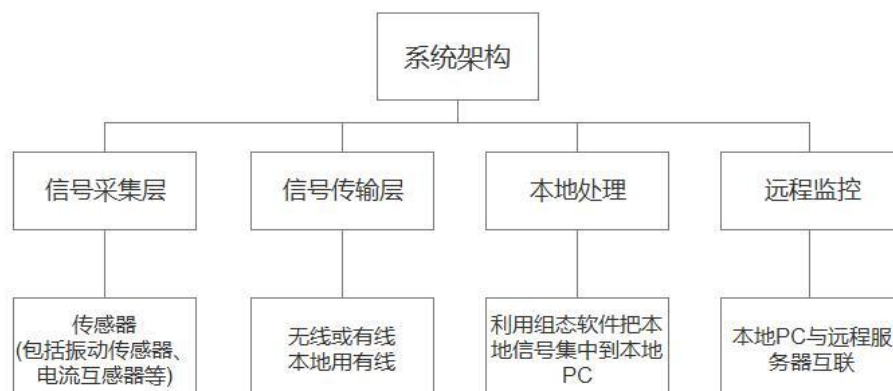 系统架构
信号采集层
信号传输层
本地处理
远程监控
传感器
(包括振动传感器、
电流互感器等)
无线或有线
本地用有线
利用组态软件把本
地信号集中到本地
PC
本地PC与远程服
务器互联